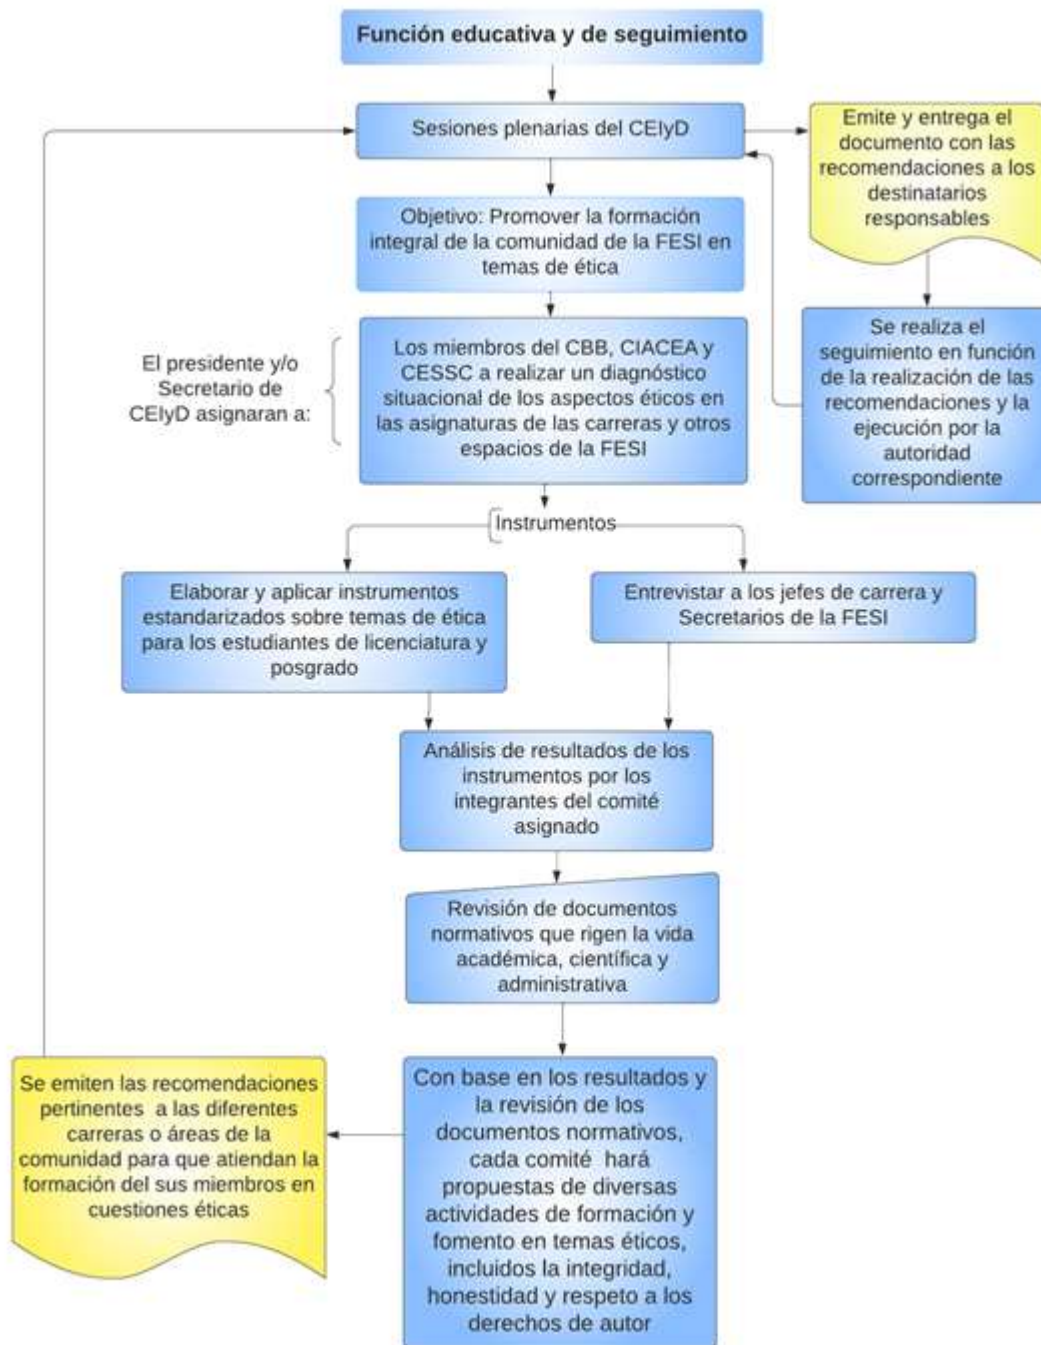 Función educativa y de seguimiento
Sesiones plenarias del CEIyD
Emite y entrega el
documento con las
recomendaciones a los
destinatarios
responsables
Objetivo: Promover la formación
integral de la comunidad de la FESI en
temas de ética
Se realiza el
seguimiento en función
de la realización de las
recomendaciones y la
ejecución por la
autoridad
correspondiente
El presidente y/o
Secretario de
CEIyD asignaran a:
Los miembros del CBB, CIACEA y
CESSC a realizar un diagnóstico
situacional de los aspectos éticos en
las asignaturas de las carreras y otros
espacios de la FESI
Instrumentos
Elaborar y aplicar instrumentos
estandarizados sobre temas de ética
para los estudiantes de licenciatura y
posgrado
Entrevistar a los jefes de carrera y
Secretarios de la FESI
Análisis de resultados de los
instrumentos por los
integrantes del comité
asignado
Revisión de documentos
normativos que rigen la vida
académica, científica y
administrativa
Con base en los resultados y
la revisión de los
documentos normativos,
cada comité hará
propuestas de diversas
actividades de formación y
fomento en temas éticos,
incluidos la integridad,
honestidad y respeto a los
derechos de autor
Se emiten las recomendaciones
pertinentes a las diferentes
carreras o áreas de la
comunidad para que atiendan la
formación del sus miembros en
cuestiones éticas